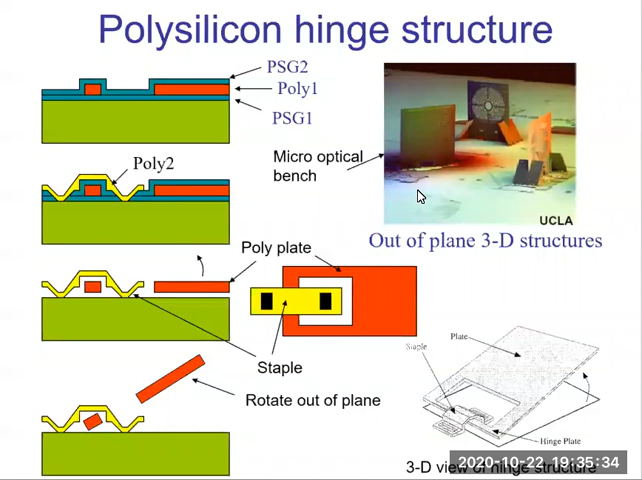 Polysilicon hinge structure
PSG2
Poly1
PSG1
Poly2
Micro optical
bench
UCLA
Out of plane 3-D structures
Poly plate
Staple
Rotate out of plane
Staple
Plate
Hinge Plate
3-D view of hinge structure
2020-10-22 19:35:34